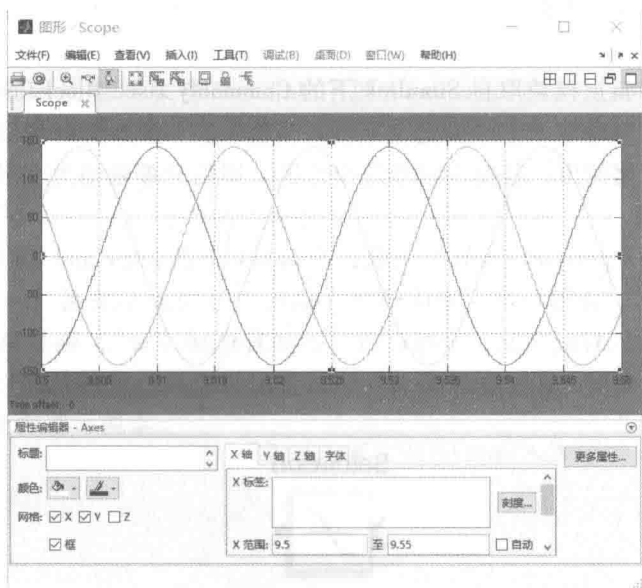 图形 - Scope
文件(F) 编辑(E) 查看(V) 插入(I) 工具(T) 调试(B) 桌面(D) 窗口(W) 帮助(H)
Scope
150
100
50
0
-50
-100
-150
9.5 9.505 9.51 9.515 9.52 9.525 9.53 9.535 9.54 9.545 9.55
Time offset: 0
属性编辑器 - Axes
标题:
颜色:
网格: X Y Z
框
X 轴 Y 轴 Z 轴 字体
X 标签:
刻度...
X 范围: 9.5 至 9.55
自动
更多属性...